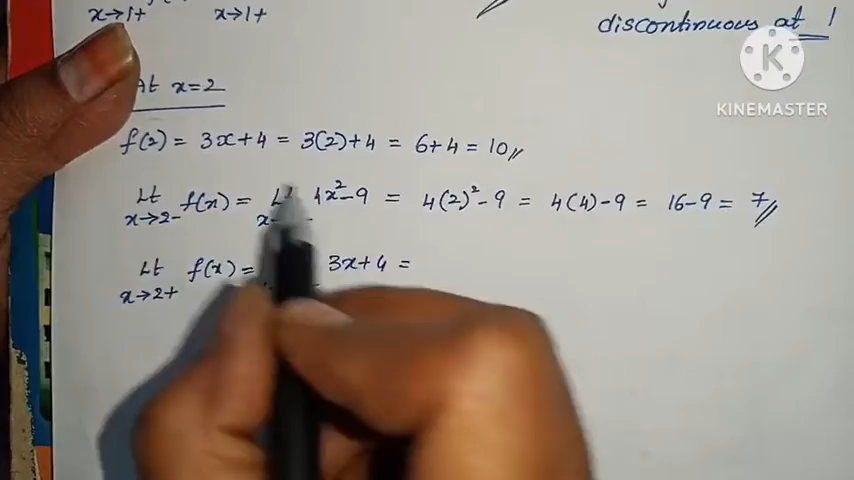 x→1+ x→1+
discontinuous at 1
KINEMASTER
At x=2
f(2) = 3x+4 = 3(2)+4 = 6+4 = 10
Lt f(x) = Lt 4x²-9 = 4(2)²-9 = 4(4)-9 = 16-9 = 7
x→2-
Lt f(x) = 3x+4 =
x→2+